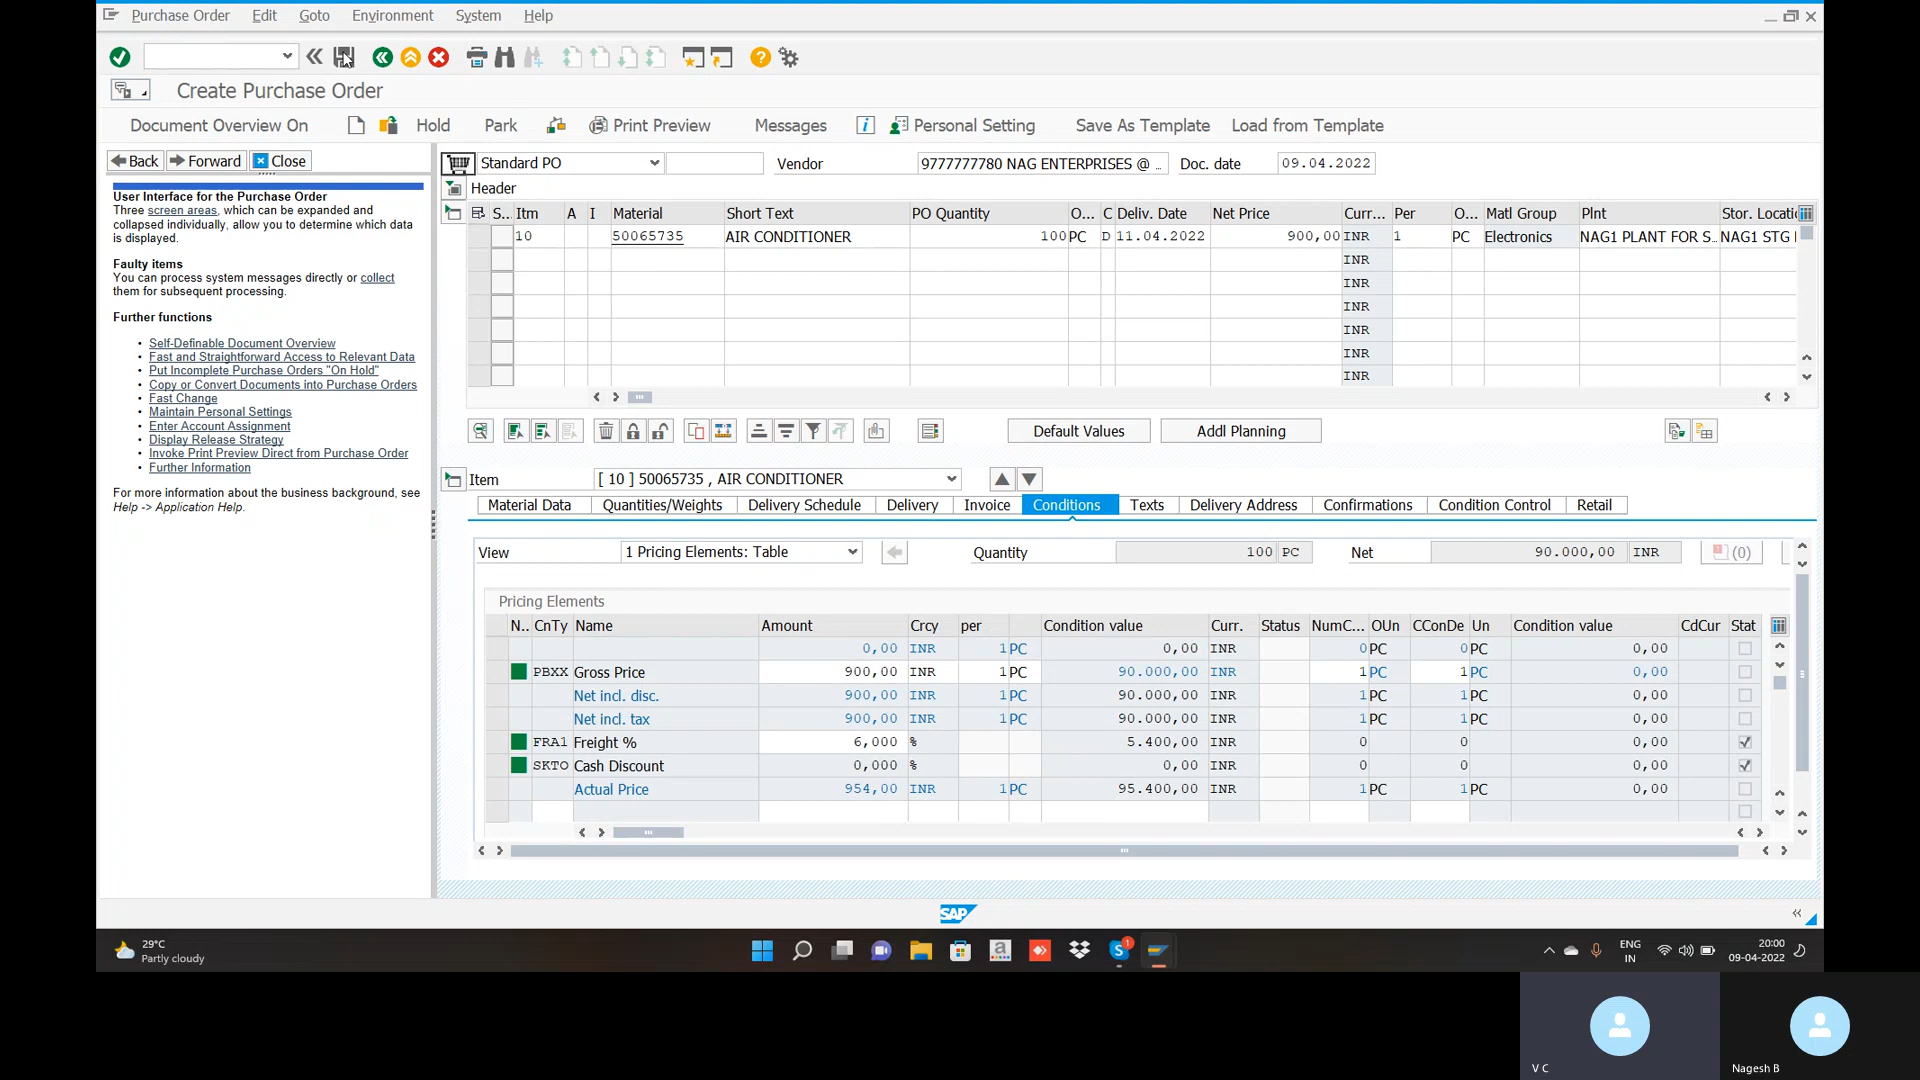 Purchase Order Edit Goto Environment System Help
Create Purchase Order
Document Overview On Hold Park Print Preview Messages Personal Setting Save As Template Load from Template
Back Forward Close
User Interface for the Purchase Order
Three screen areas, which can be expanded and
collapsed individually, allow you to determine which data
is displayed.
Faulty items
You can process system messages directly or collect
them for subsequent processing.
Further functions
• Self-Definable Document Overview
• Fast and Straightforward Access to Relevant Data
• Put Incomplete Purchase Orders "On Hold"
• Copy or Convert Documents into Purchase Orders
• Fast Change
• Maintain Personal Settings
• Enter Account Assignment
• Display Release Strategy
• Invoke Print Preview Direct from Purchase Order
• Further Information
For more information about the business background, see
Help -> Application Help.
Standard PO Vendor 9777777780 NAG ENTERPRISES @ .. Doc. date 09.04.2022
Header
S.. Itm A I Material Short Text PO Quantity O... C Deliv. Date Net Price Curr... Per O... Matl Group Plnt Stor. Locati
10 50065735 AIR CONDITIONER 100 PC D 11.04.2022 900,00 INR 1 PC Electronics NAG1 PLANT FOR S.. NAG1 STG
INR
INR
INR
INR
INR
INR
Default Values Addl Planning
Item [ 10 ] 50065735 , AIR CONDITIONER
Material Data Quantities/Weights Delivery Schedule Delivery Invoice Conditions Texts Delivery Address Confirmations Condition Control Retail
View 1 Pricing Elements: Table Quantity 100 PC Net 90.000,00 INR (0)
Pricing Elements
N.. CnTy Name Amount Crcy per Condition value Curr. Status NumC... OUn CConDe Un Condition value CdCur Stat
0,00 INR 1 PC 0,00 INR 0 PC 0 PC 0,00
PBXX Gross Price 900,00 INR 1 PC 90.000,00 INR 1 PC 1 PC 0,00
Net incl. disc. 900,00 INR 1 PC 90.000,00 INR 1 PC 1 PC 0,00
Net incl. tax 900,00 INR 1 PC 90.000,00 INR 1 PC 1 PC 0,00
FRA1 Freight % 6,000 % 5.400,00 INR 0 0 0,00
SKTO Cash Discount 0,000 % 0,00 INR 0 0 0,00
Actual Price 954,00 INR 1 PC 95.400,00 INR 1 PC 1 PC 0,00
SAP
29°C
Partly cloudy
1
ENG
IN
20:00
09-04-2022
V C
Nagesh B